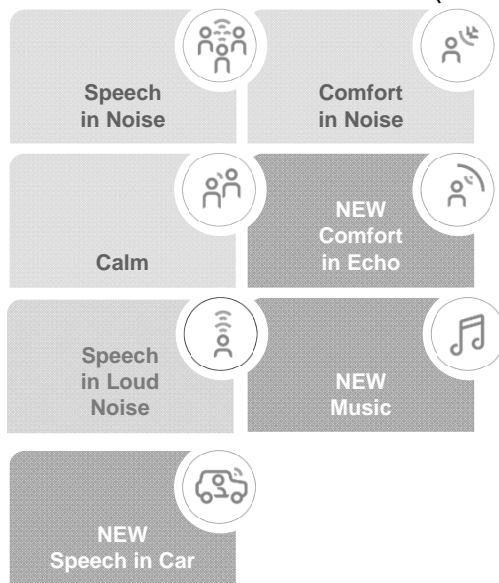 Speech
in Noise
Comfort
in Noise
Calm
NEW
Comfort
in Echo
Speech
in Loud
Noise
NEW
Music
NEW
Speech in Car